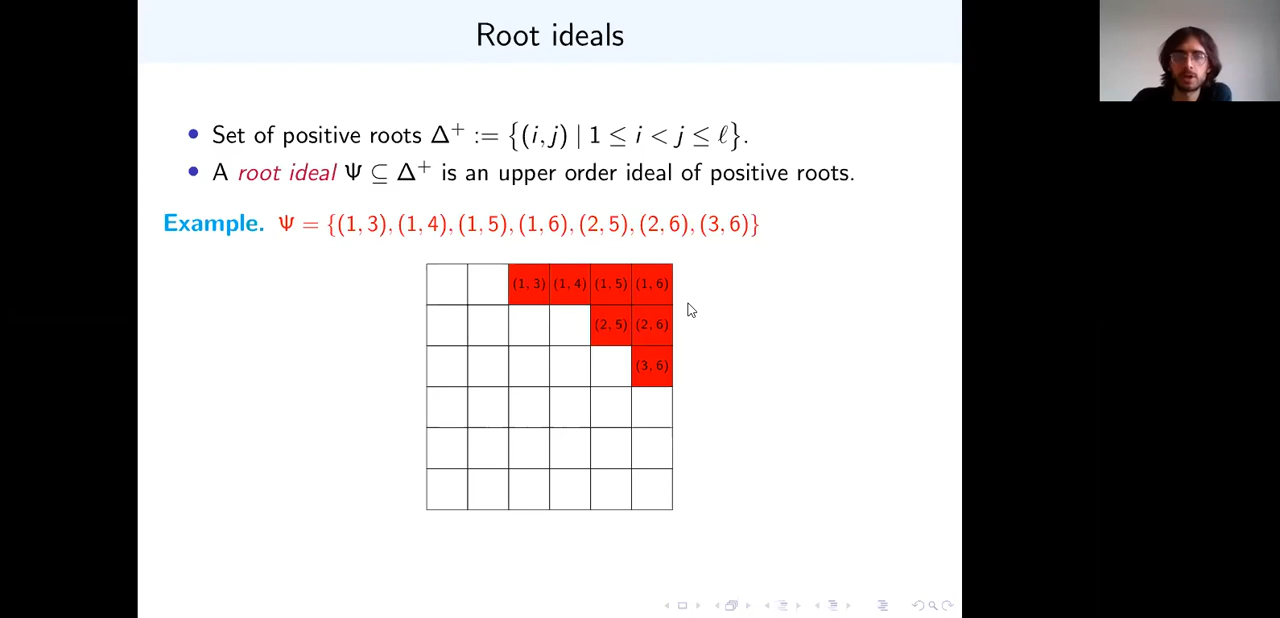 Root ideals
• Set of positive roots Δ⁺ := {(i, j) | 1 ≤ i < j ≤ ℓ}.
• A root ideal Ψ ⊆ Δ⁺ is an upper order ideal of positive roots.
Example. Ψ = {(1, 3), (1, 4), (1, 5), (1, 6), (2, 5), (2, 6), (3, 6)}
(1, 3) (1, 4) (1, 5) (1, 6)
(2, 5) (2, 6)
(3, 6)